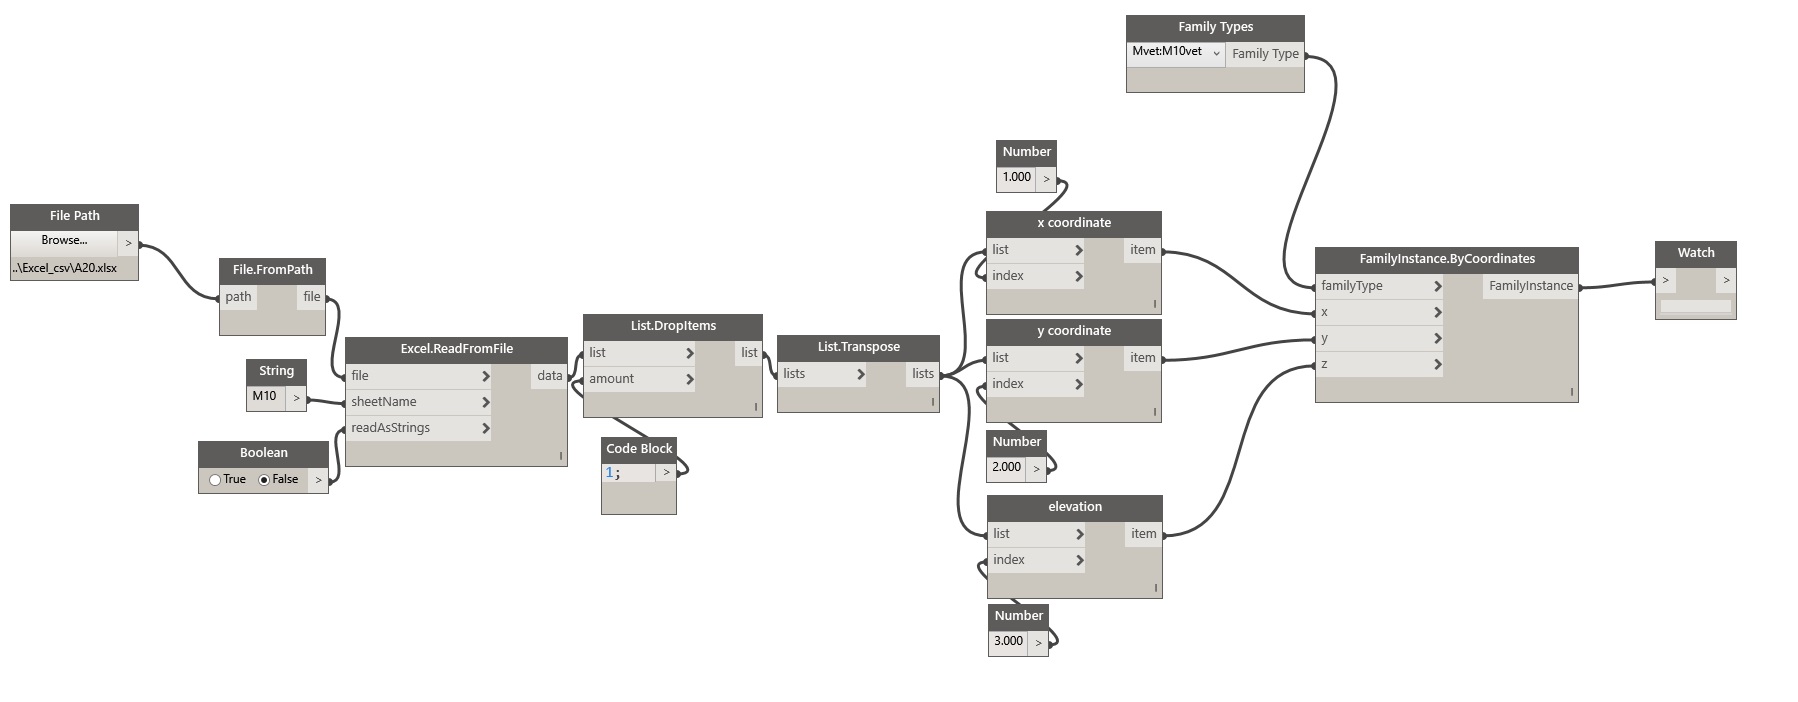 File Path
Browse...
>
..\Excel_csv\A20.xlsx
File.FromPath
path file
String
M10 >
Boolean
True False >
Excel.ReadFromFile
file data
sheetName
readAsStrings
l
List.DropItems
list list
amount
l
Code Block
1; >
List.Transpose
lists lists
l
Number
1.000 >
x coordinate
list item
index
l
y coordinate
list item
index
l
Number
2.000 >
elevation
list item
index
l
Number
3.000 >
Family Types
Mvet:M10vet Family Type
FamilyInstance.ByCoordinates
familyType FamilyInstance
x
y
z
l
Watch
> >